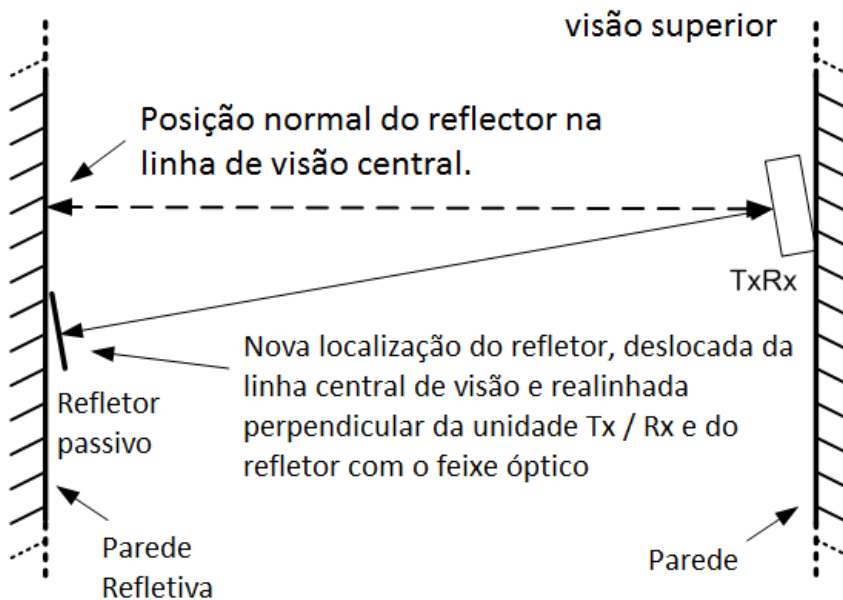 visão superior
Posição normal do reflector na
linha de visão central.
TxRx
Nova localização do refletor, deslocada da
linha central de visão e realinhada
perpendicular da unidade Tx / Rx e do
refletor com o feixe óptico
Refletor
passivo
Parede
Refletiva
Parede